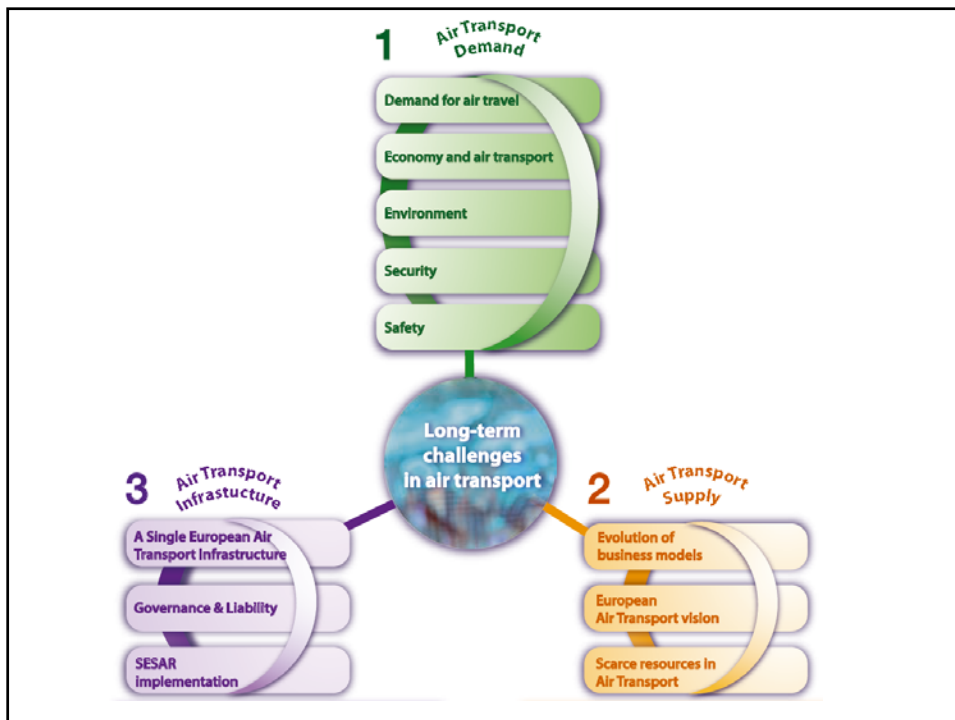 1
Air Transport
Demand
Demand for air travel
Economy and air transport
Environment
Security
Safety
Long-term
challenges
in air transport
3
Air Transport
Infrastucture
A Single European Air
Transport Infrastructure
Governance & Liability
SESAR
implementation
2
Air Transport
Supply
Evolution of
business models
European
Air Transport vision
Scarce resources in
Air Transport